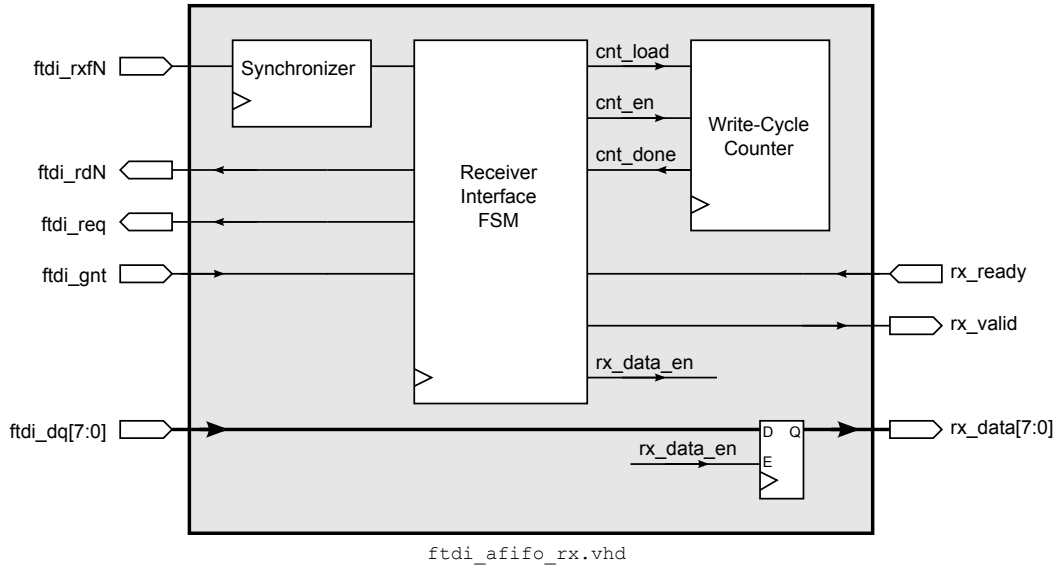 ftdi_rxfN
Synchronizer
cnt_load
cnt_en
Write-Cycle
Counter
ftdi_rdN
cnt_done
Receiver
Interface
FSM
ftdi_req
ftdi_gnt
rx_ready
rx_valid
rx_data_en
ftdi_dq[7:0]
D Q
rx_data[7:0]
rx_data_en
E
ftdi_afifo_rx.vhd